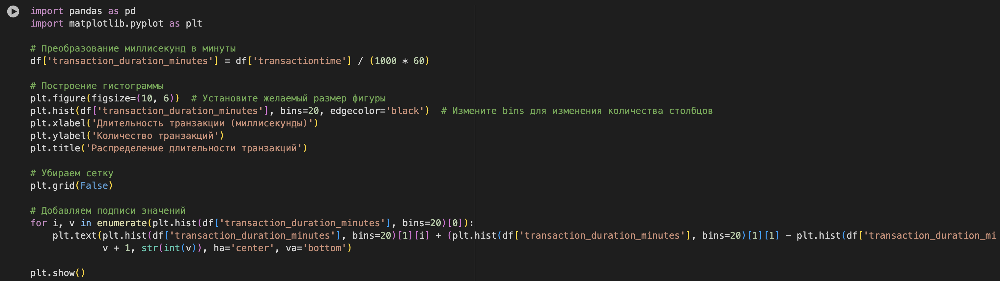 import pandas as pd
import matplotlib.pyplot as plt
# Преобразование миллисекунд в минуты
df['transaction_duration_minutes'] = df['transactiontime'] / (1000 * 60)
# Построение гистограммы
plt.figure(figsize=(10, 6))  # Установите желаемый размер фигуры
plt.hist(df['transaction_duration_minutes'], bins=20, edgecolor='black')  # Измените bins для изменения количества столбцов
plt.xlabel('Длительность транзакции (миллисекунды)')
plt.ylabel('Количество транзакций')
plt.title('Распределение длительности транзакций')
# Убираем сетку
plt.grid(False)
# Добавляем подписи значений
for i, v in enumerate(plt.hist(df['transaction_duration_minutes'], bins=20)[0]):
    plt.text(plt.hist(df['transaction_duration_minutes'], bins=20)[1][i] + (plt.hist(df['transaction_duration_minutes'], bins=20)[1][1] - plt.hist(df['transaction_duration_mi
             v + 1, str(int(v)), ha='center', va='bottom')
plt.show()